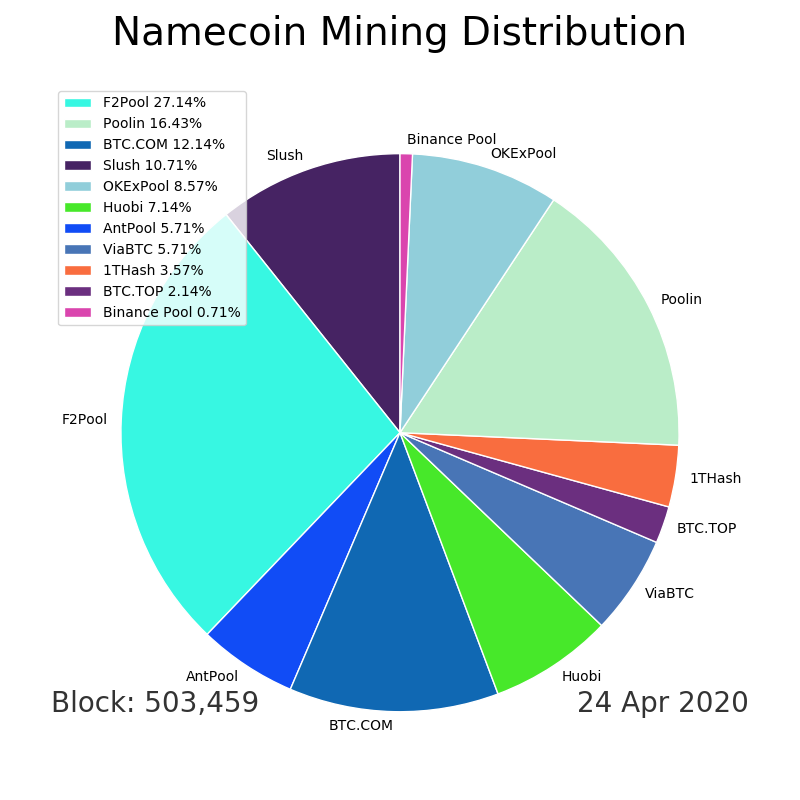 Namecoin Mining Distribution
F2Pool 27.14%
Poolin 16.43%
BTC.COM 12.14%
Slush 10.71%
OKExPool 8.57%
Huobi 7.14%
AntPool 5.71%
ViaBTC 5.71%
1THash 3.57%
BTC.TOP 2.14%
Binance Pool 0.71%
Binance Pool
OKExPool
Slush
Poolin
F2Pool
1THash
BTC.TOP
ViaBTC
AntPool
Huobi
Block: 503,459
24 Apr 2020
BTC.COM